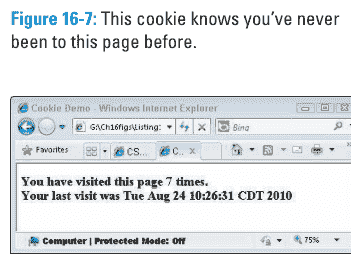 Figure 16-7: This cookie knows you've never
been to this page before.
Cookie Demo - Windows Internet Explorer
G:\Ch16figs\Listing: Bing
Favorites CS... C..
You have visited this page 7 times.
Your last visit was Tue Aug 24 10:26:31 CDT 2010
Computer | Protected Mode: Off 75%